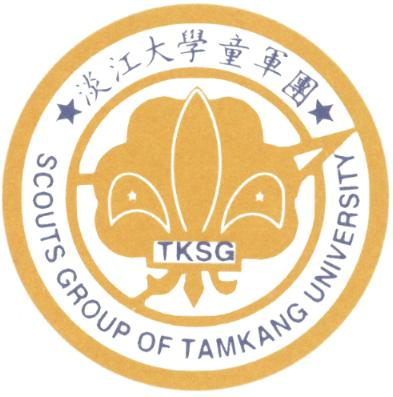 ★淡江大學童軍團★
TKSG
SCOUTS GROUP OF TAMKANG UNIVERSITY